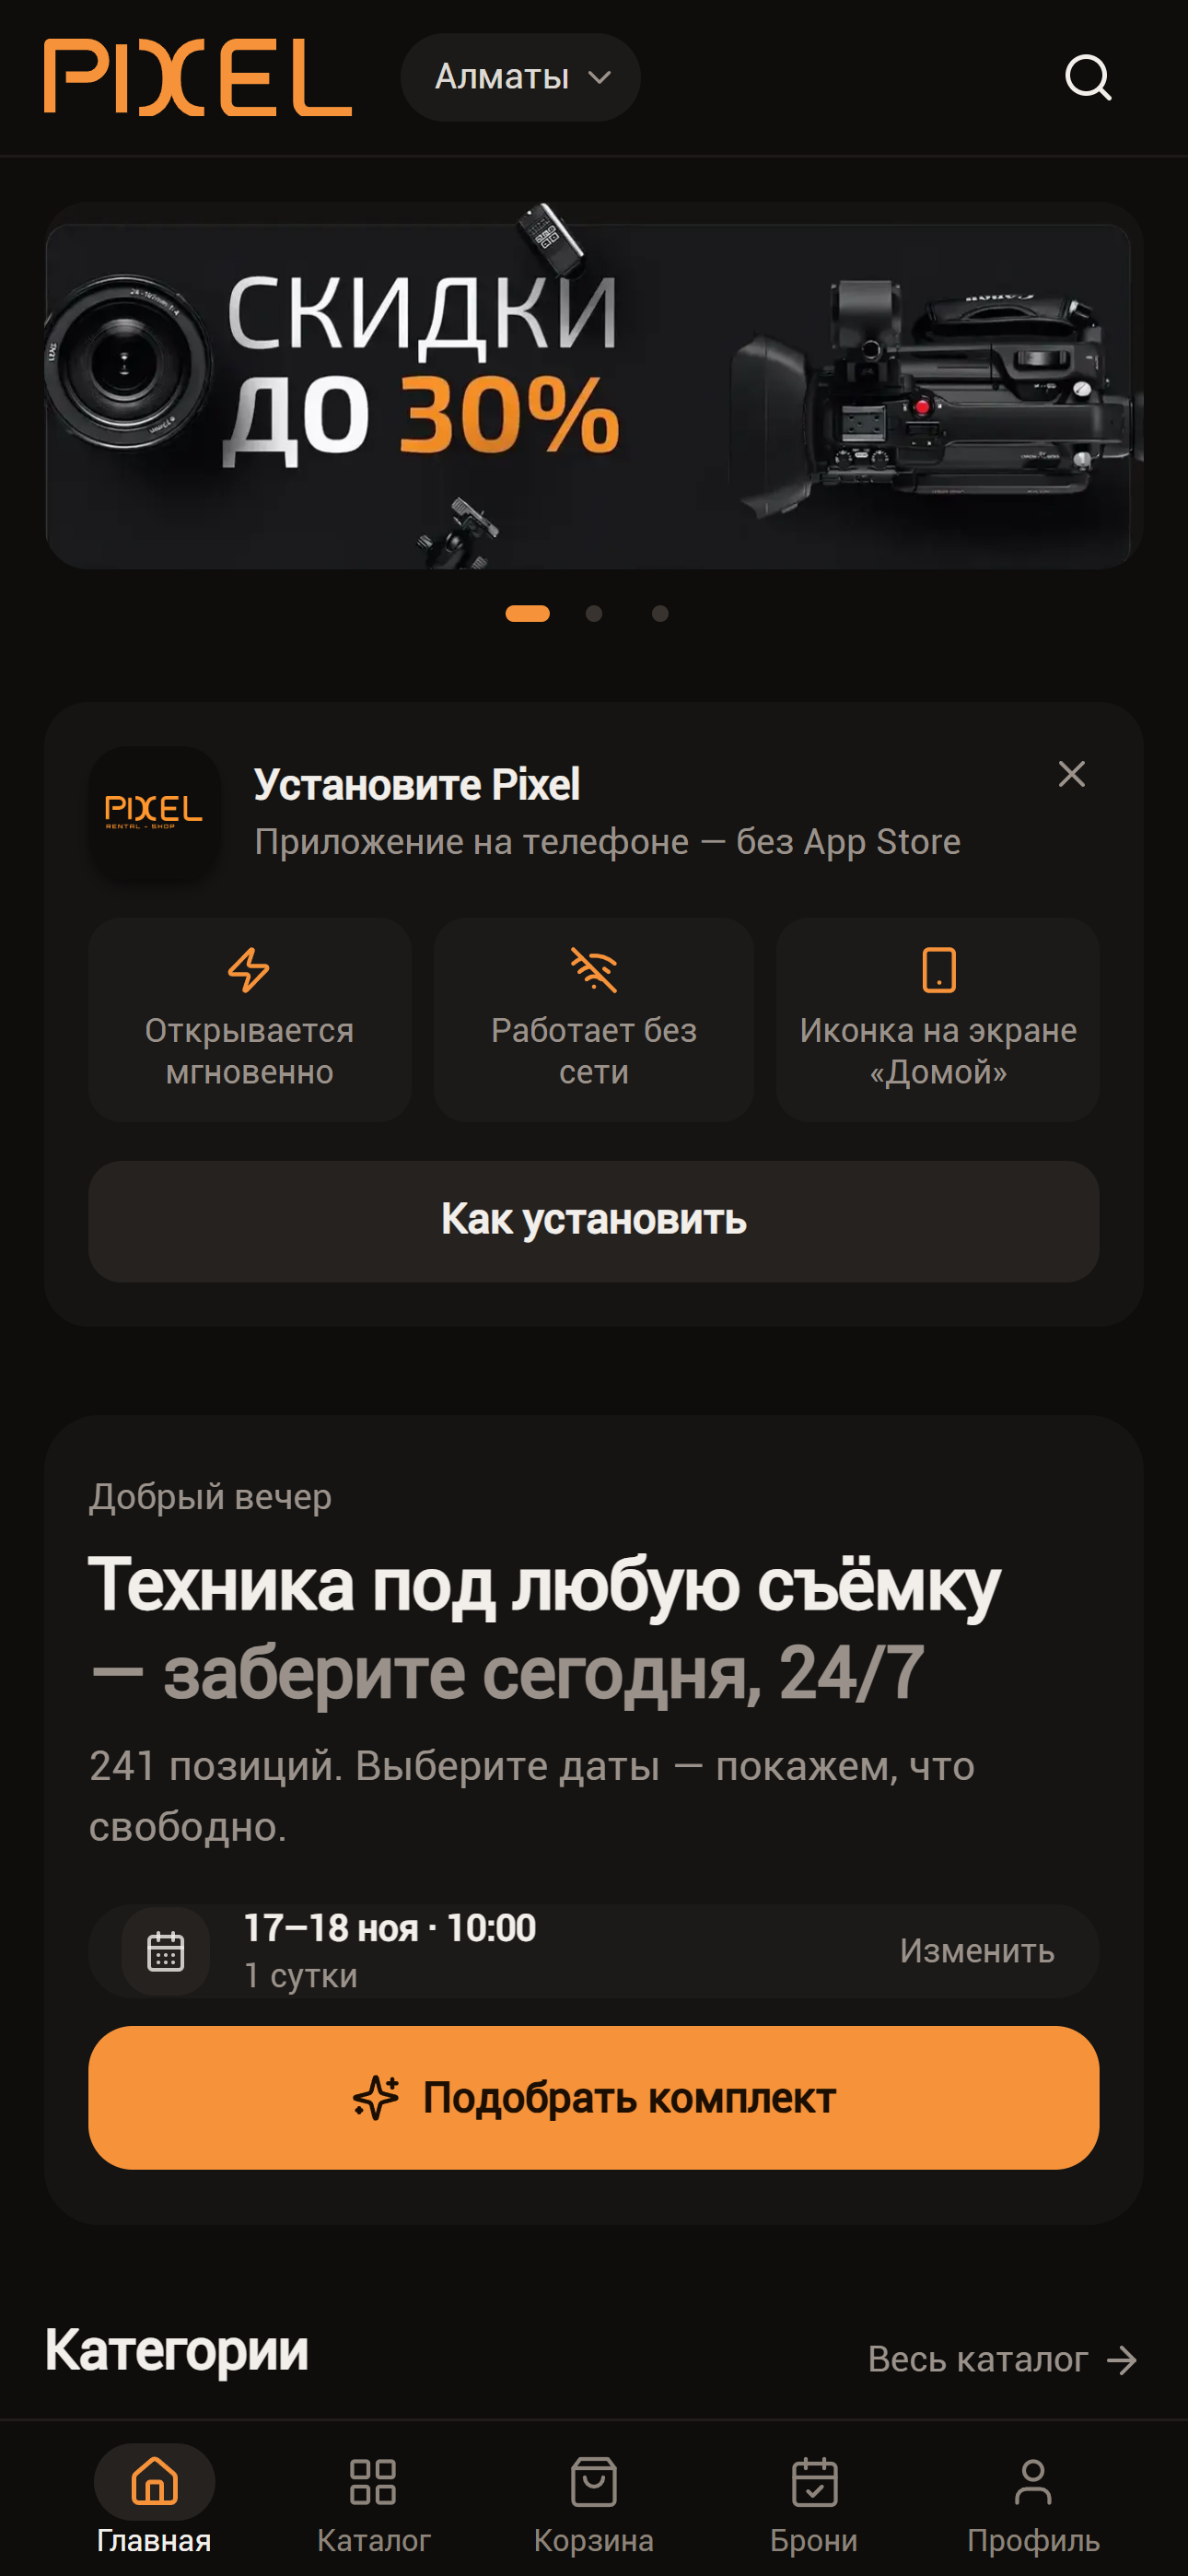 PIXEL
Алматы
СКИДКИ
ДО 30%
Canon
PIXEL
RENTAL - SHOP
Установите Pixel
Приложение на телефоне — без App Store
Открывается
мгновенно
Работает без
сети
Иконка на экране
«Домой»
Как установить
Добрый вечер
Техника под любую съёмку
— заберите сегодня, 24/7
241 позиций. Выберите даты — покажем, что
свободно.
17–18 ноя · 10:00
1 сутки
Изменить
Подобрать комплект
Категории
Весь каталог
Главная
Каталог
Корзина
Брони
Профиль